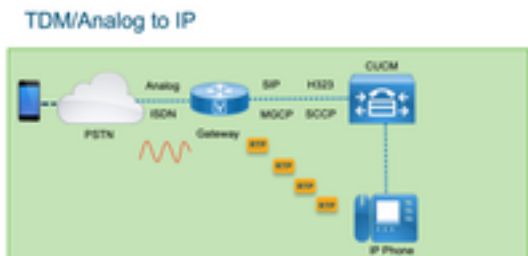 TDM/Analog to IP
CUCM
Analog
SIP H323
ISDN
MGCP SCCP
PSTN
Gateway
RTP
RTP
RTP
RTP
IP Phone